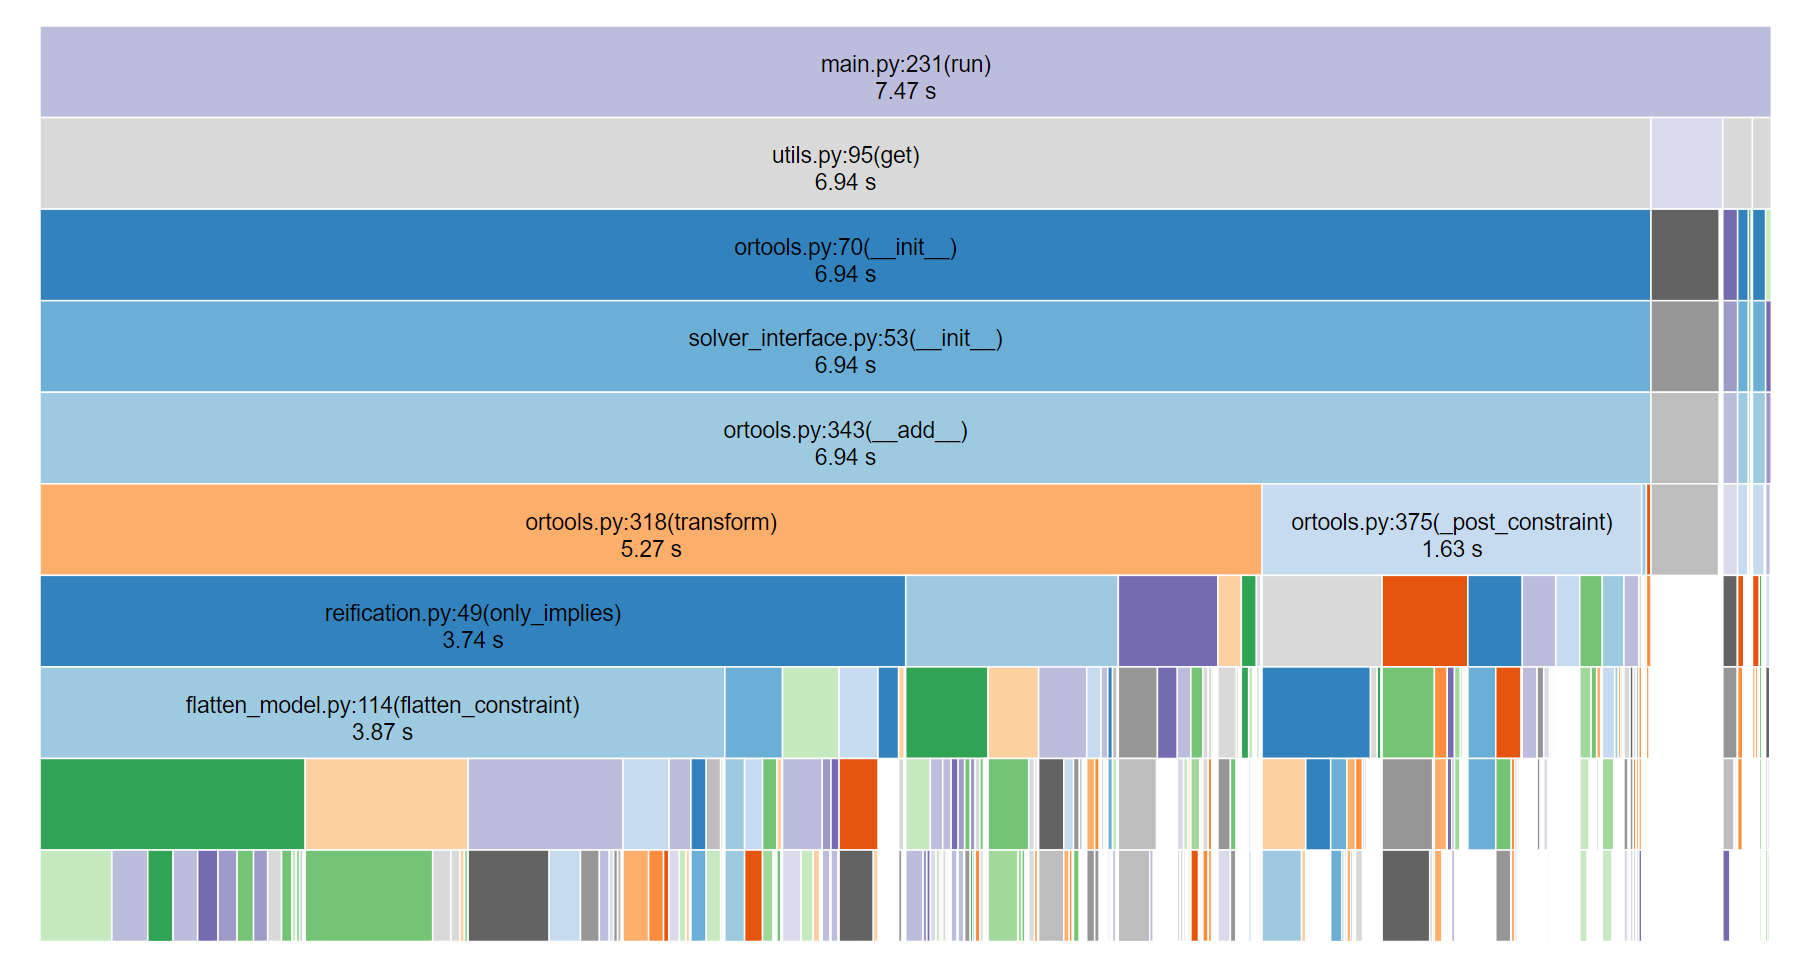 main.py:231(run)
7.47 s
utils.py:95(get)
6.94 s
ortools.py:70(__init__)
6.94 s
solver_interface.py:53(__init__)
6.94 s
ortools.py:343(__add__)
6.94 s
ortools.py:318(transform)
5.27 s
ortools.py:375(_post_constraint)
1.63 s
reification.py:49(only_implies)
3.74 s
flatten_model.py:114(flatten_constraint)
3.87 s